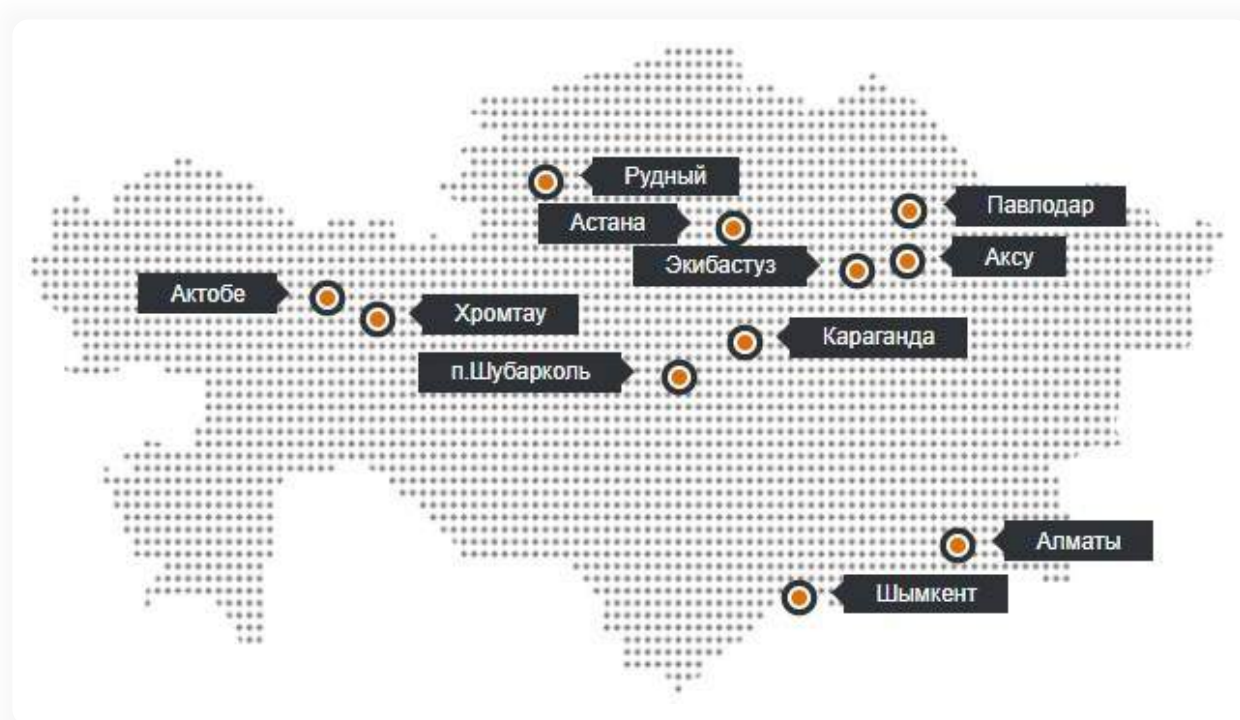 Рудный
Павлодар
Астана
Аксу
Экибастуз
Актобе
Хромтау
Караганда
п.Шубарколь
Алматы
Шымкент